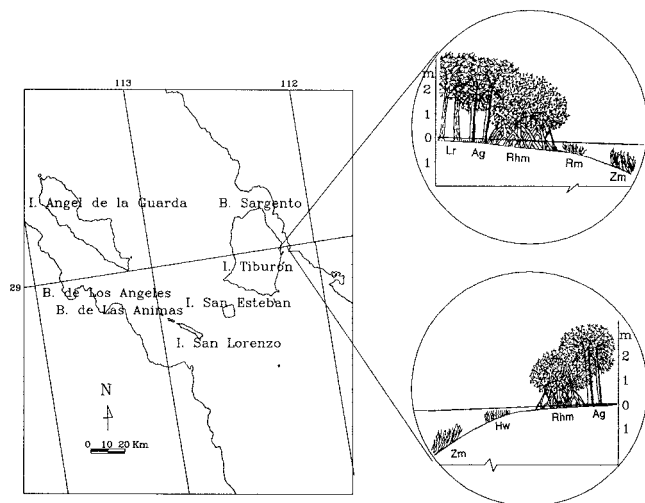 113
112
I. Angel de la Guarda
B. Sargento
I. Tiburón
29
B. de Los Angeles
I. San Esteban
B. de Las Animas
I. San Lorenzo
N
0 10 20 Km
m
2
1
0
1
Lr Ag Rhm Rm Zm
m
2
1
0
1
Zm Hw Rhm Ag